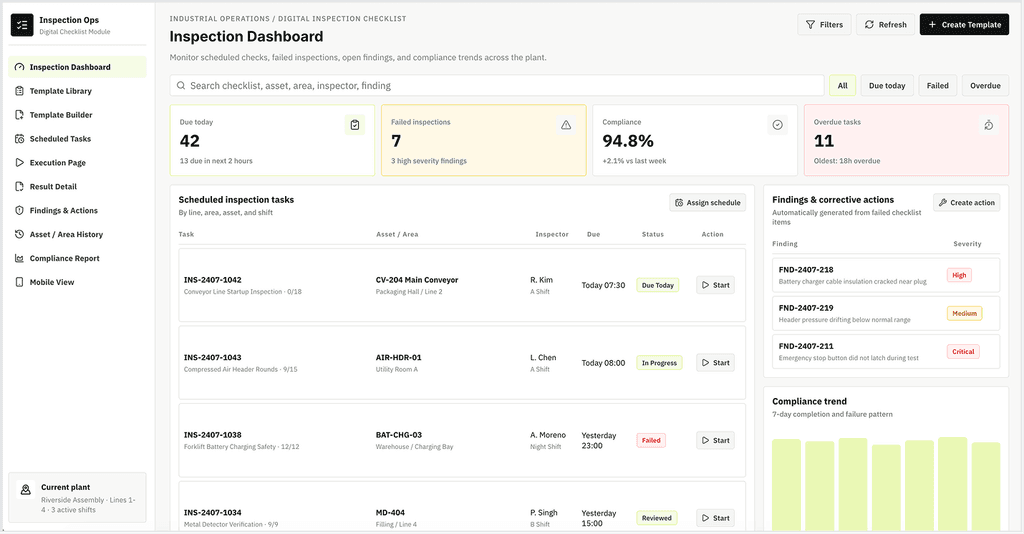 Inspection Ops
Digital Checklist Module
Inspection Dashboard
Template Library
Template Builder
Scheduled Tasks
Execution Page
Result Detail
Findings & Actions
Asset / Area History
Compliance Report
Mobile View
Current plant
Riverside Assembly · Lines 1-
4 · 3 active shifts
INDUSTRIAL OPERATIONS / DIGITAL INSPECTION CHECKLIST
Inspection Dashboard
Monitor scheduled checks, failed inspections, open findings, and compliance trends across the plant.
Filters
Refresh
Create Template
Search checklist, asset, area, inspector, finding
All
Due today
Failed
Overdue
Due today
42
13 due in next 2 hours
Failed inspections
7
3 high severity findings
Compliance
94.8%
+2.1% vs last week
Overdue tasks
11
Oldest: 18h overdue
Scheduled inspection tasks
By line, area, asset, and shift
Assign schedule
Task Asset / Area Inspector Due Status Action
INS-2407-1042 CV-204 Main Conveyor R. Kim Today 07:30 Due Today Start
Conveyor Line Startup Inspection · 0/18 Packaging Hall / Line 2 A Shift
INS-2407-1043 AIR-HDR-01 L. Chen Today 08:00 In Progress Start
Compressed Air Header Rounds · 9/15 Utility Room A A Shift
INS-2407-1038 BAT-CHG-03 A. Moreno Yesterday 23:00 Failed Start
Forklift Battery Charging Safety · 12/12 Warehouse / Charging Bay Night Shift
INS-2407-1034 MD-404 P. Singh Yesterday 15:00 Reviewed Start
Metal Detector Verification · 9/9 Filling / Line 4 B Shift
Findings & corrective actions
Automatically generated from failed checklist
items
Create action
Finding Severity
FND-2407-218 High
Battery charger cable insulation cracked near plug
FND-2407-219 Medium
Header pressure drifting below normal range
FND-2407-211 Critical
Emergency stop button did not latch during test
Compliance trend
7-day completion and failure pattern